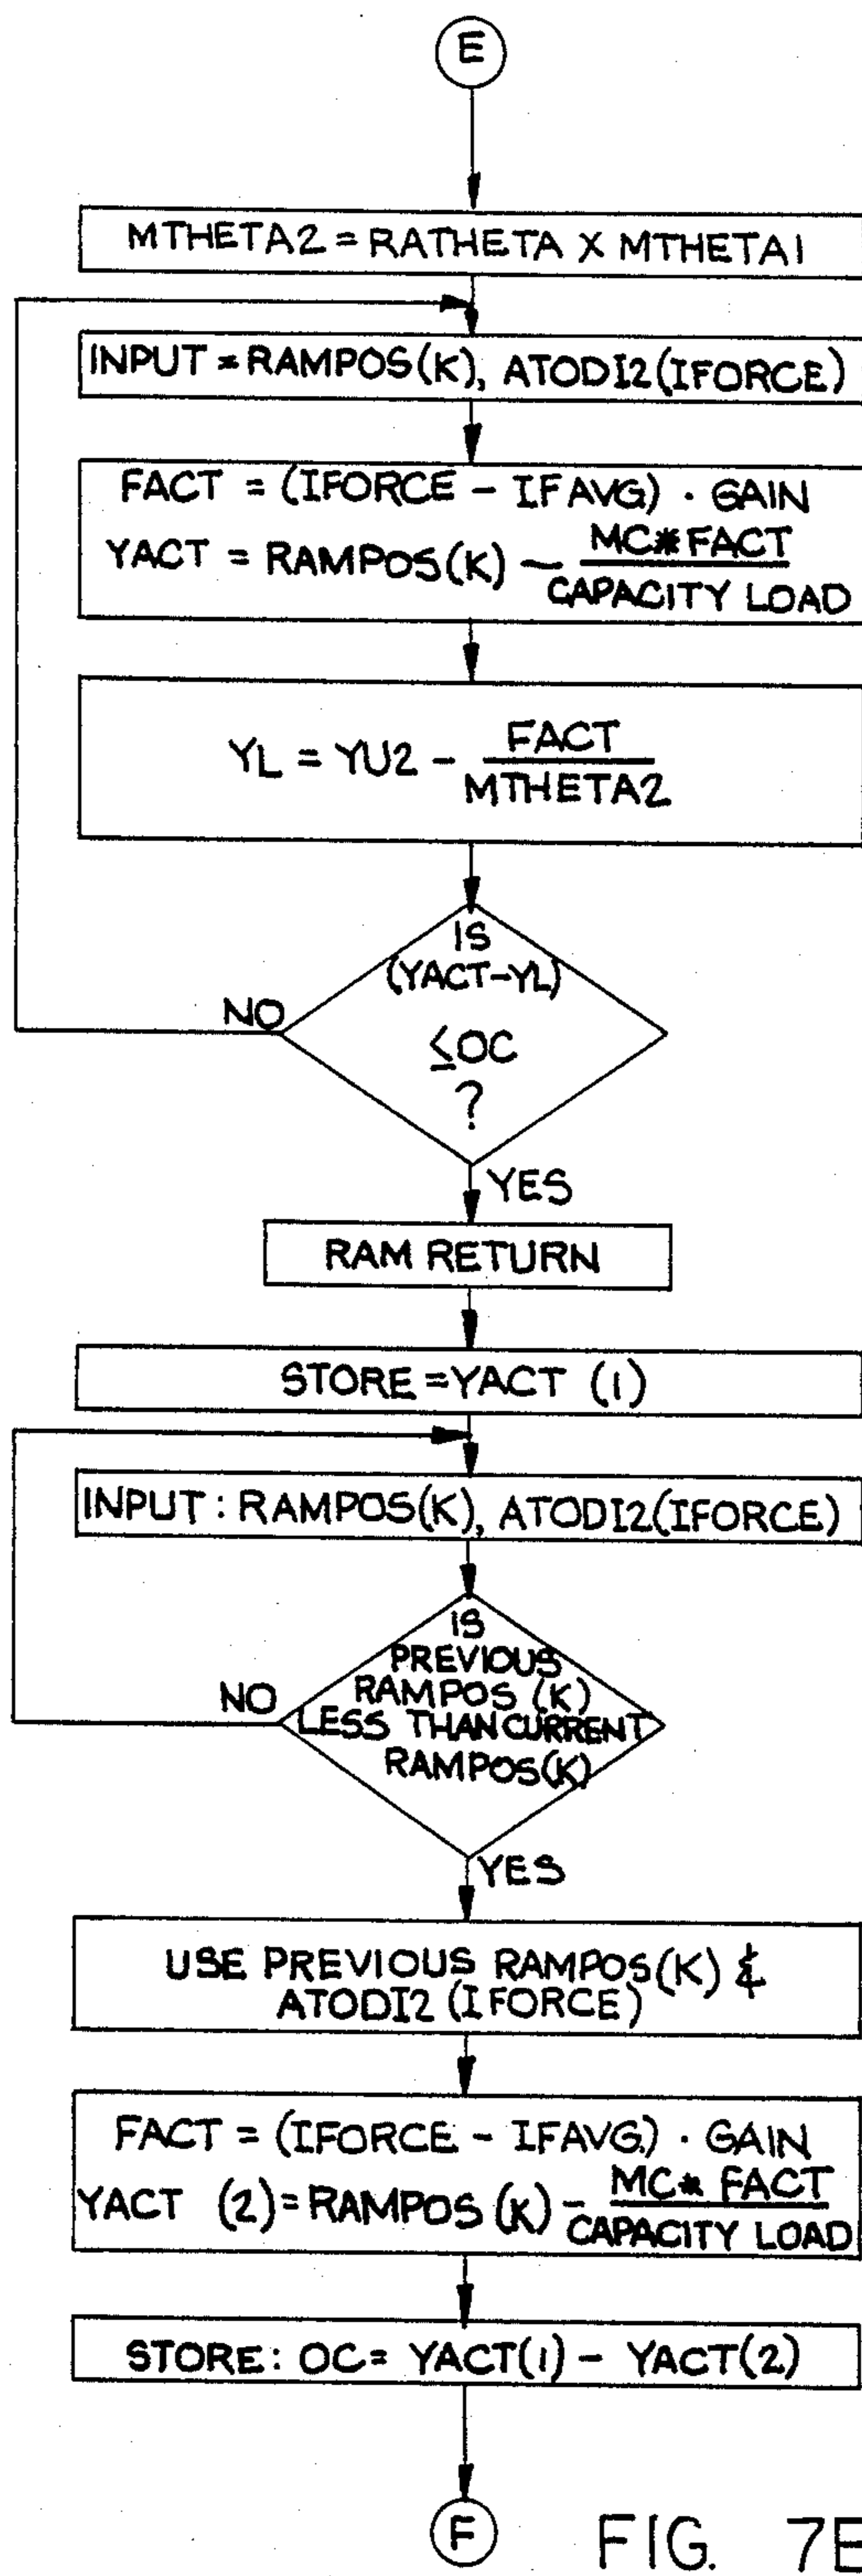 E
MTHETA2 = RATHETA X MTHETA1
INPUT = RAMPOS(K), ATODI2(IFORCE)
FACT = (IFORCE - IFAVG) · GAIN
YACT = RAMPOS(K) - MC*FACT
CAPACITY LOAD
YL = YU2 - FACT
MTHETA2
IS
(YACT-YL)
≤OC
?
NO
YES
RAM RETURN
STORE = YACT (1)
INPUT : RAMPOS(K), ATODI2(IFORCE)
IS
PREVIOUS
RAMPOS (K)
LESS THAN CURRENT
RAMPOS(K)
NO
YES
USE PREVIOUS RAMPOS(K) &
ATODI2 (IFORCE)
FACT = (IFORCE - IFAVG) · GAIN
YACT (2) = RAMPOS (K) - MC* FACT
CAPACITY LOAD
STORE: OC = YACT(1) - YACT(2)
F
FIG. 7E